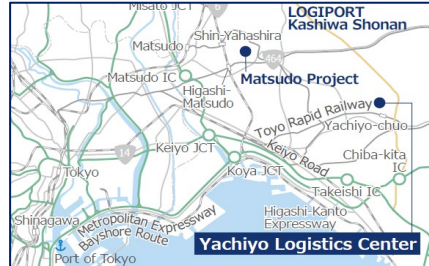 Misato JCT
6
LOGIPORT
Kashiwa Shonan
Shin-Yahashira
Matsudo
464
Matsudo IC
Matsudo Project
Higashi-
Matsudo
Toyo Rapid Railway
Yachiyo-chuo
Keiyo JCT
Keiyo Road
14
Chiba-kita
IC
Koya JCT
Tokyo
Takeishi IC
Shinagawa
Metropolitan Expressway
Bayshore Route
Higashi-Kanto
Expressway
Yachiyo Logistics Center
Port of Tokyo